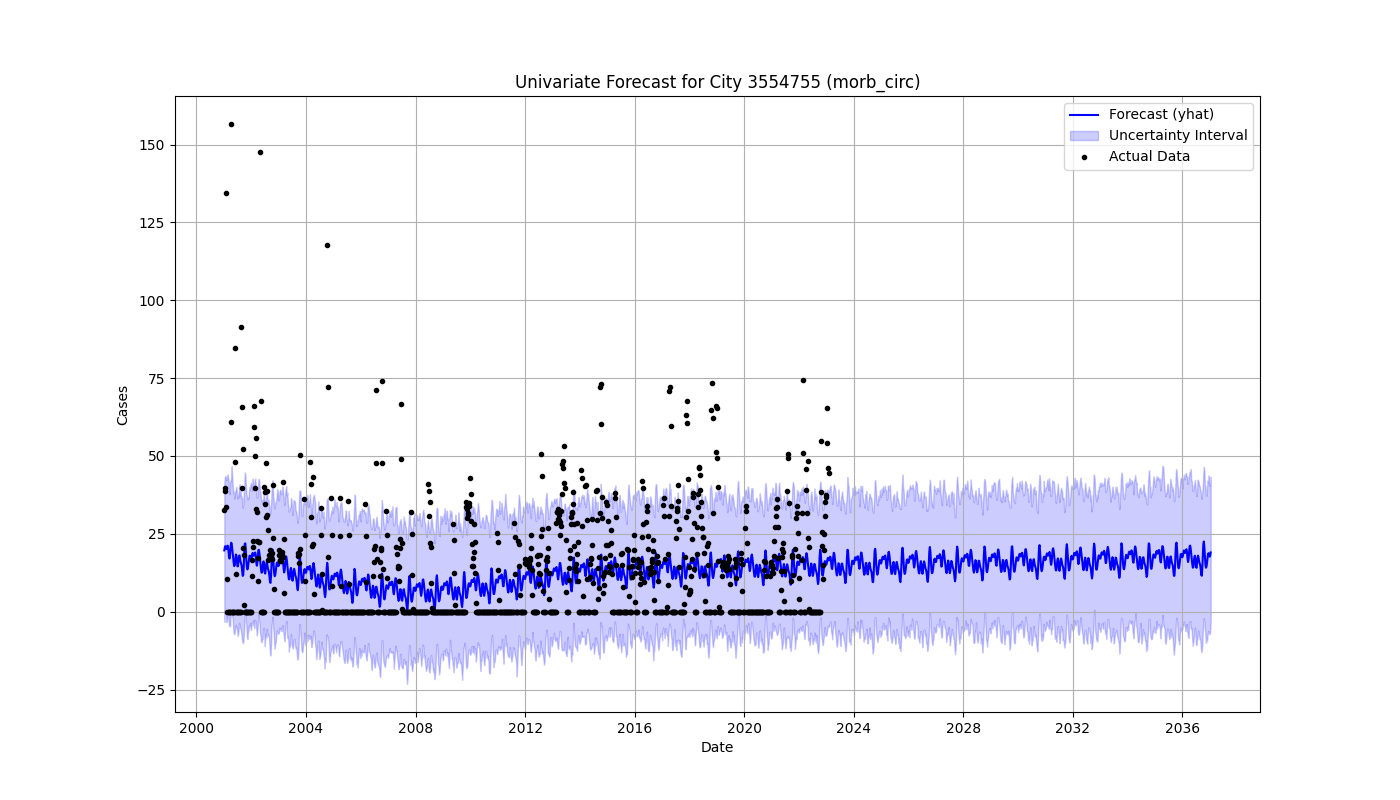 Univariate Forecast for City 3554755 (morb_circ)
Forecast (yhat)
Uncertainty Interval
Actual Data
Cases
150
125
100
75
50
25
0
−25
2000 2004 2008 2012 2016 2020 2024 2028 2032 2036
Date